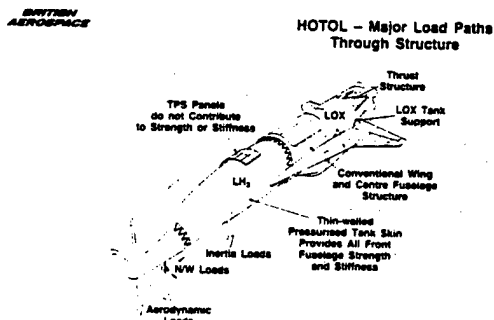 BRITISH
AEROSPACE
HOTOL – Major Load Paths
Through Structure
Thrust
Structure
TPS Panels
do not Contribute
to Strength or Stiffness
LOX
LOX Tank
Support
Conventional Wing
and Centre Fuselage
Structure
LH₂
Thin-walled
Pressurised Tank Skin
Provides All Front
Fuselage Strength
and Stiffness
Inertia Loads
N/W Loads
Aerodynamic
Loads